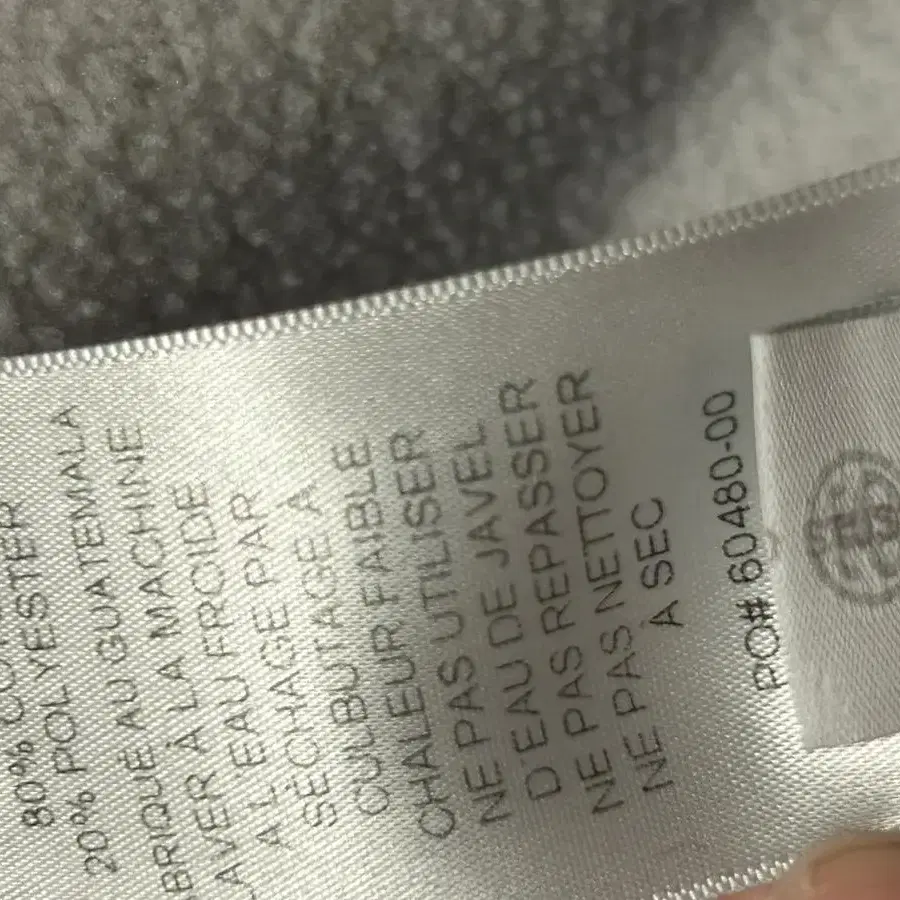 80%
20% POLYESTER
BRIQUÉ AU GUATEMALA
LAVER À LA MACHINE
A L'EAU FROIDE
SÉCHAGE PAR
CULBUTAGE A
CHALEUR FAIBLE
NE PAS UTILISER
D'EAU DE JAVEL
NE PAS REPASSER
NE PAS NETTOYER
À SEC
PO# 60480-00